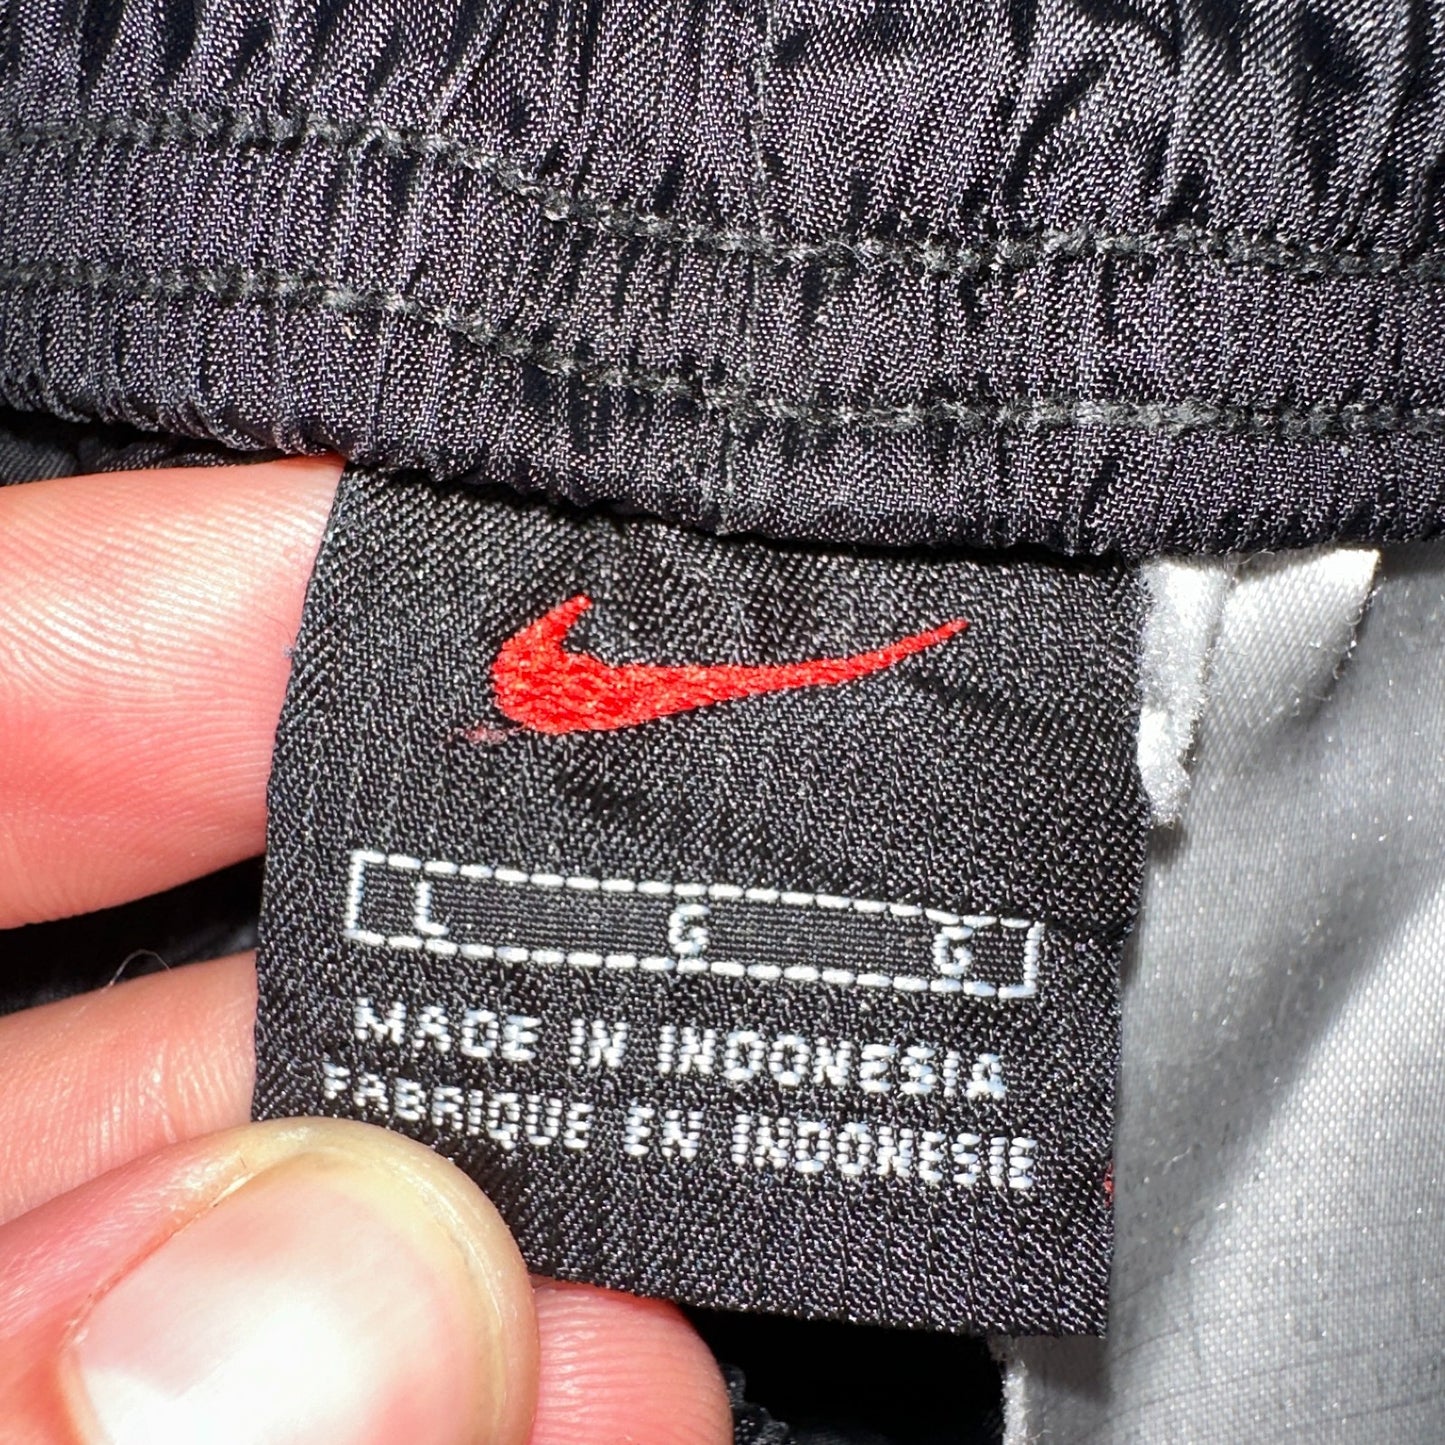 L G G
MADE IN INDONESIA
FABRIQUE EN INDONESIE